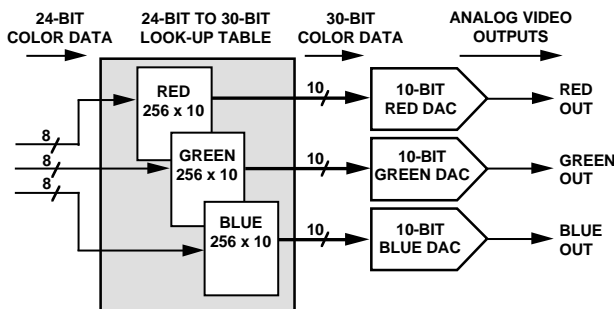 24-BIT
COLOR DATA
24-BIT TO 30-BIT
LOOK-UP TABLE
30-BIT
COLOR DATA
ANALOG VIDEO
OUTPUTS
RED
256 x 10
10
10-BIT
RED DAC
RED
OUT
8
8
8
GREEN
256 x 10
10
10-BIT
GREEN DAC
GREEN
OUT
BLUE
256 x 10
10
10-BIT
BLUE DAC
BLUE
OUT